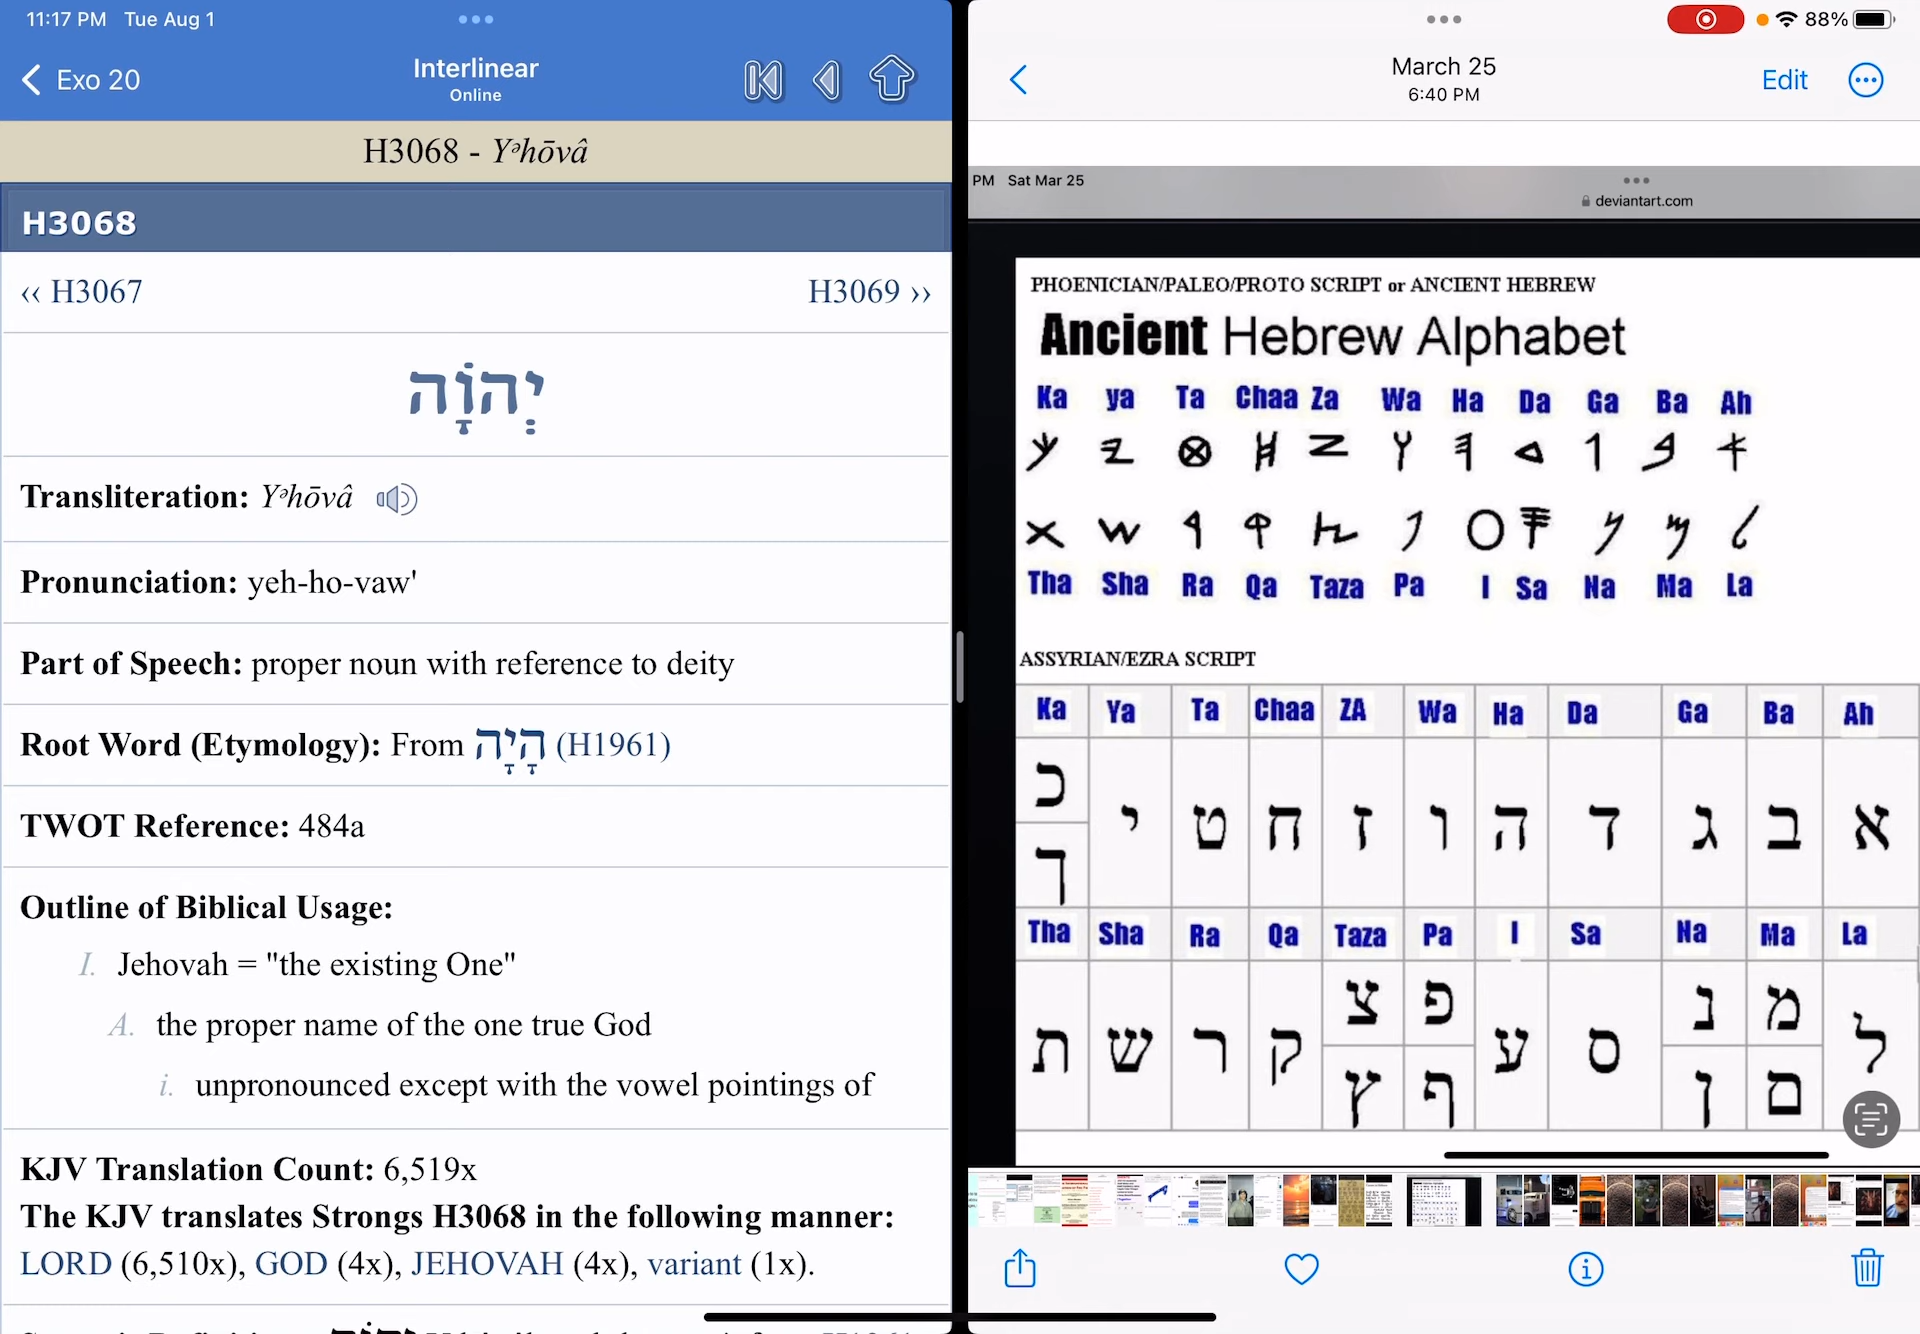 11:17 PM Tue Aug 1
Exo 20
Interlinear
Online
H3068 - Yᵊhōvâ
H3068
‹‹ H3067
H3069 ››
יְהֹוָה
Transliteration: Yᵊhōvâ
Pronunciation: yeh-ho-vaw'
Part of Speech: proper noun with reference to deity
Root Word (Etymology): From הָיָה (H1961)
TWOT Reference: 484a
Outline of Biblical Usage:
I. Jehovah = "the existing One"
A. the proper name of the one true God
i. unpronounced except with the vowel pointings of
KJV Translation Count: 6,519x
The KJV translates Strongs H3068 in the following manner:
LORD (6,510x), GOD (4x), JEHOVAH (4x), variant (1x).
88%
March 25
6:40 PM
Edit
PM Sat Mar 25
deviantart.com
PHOENICIAN/PALEO/PROTO SCRIPT or ANCIENT HEBREW
Ancient Hebrew Alphabet
Ka ya Ta Chaa Za Wa Ha Da Ga Ba Ah
Tha Sha Ra Qa Taza Pa I Sa Na Ma La
ASSYRIAN/EZRA SCRIPT
Ka Ya Ta Chaa ZA Wa Ha Da Ga Ba Ah
א ב ג ד ה ו ז ח ט י כ
ך
Tha Sha Ra Qa Taza Pa I Sa Na Ma La
ל מ נ ס ע פ צ ק ר ש ת
ם ן ף ץ